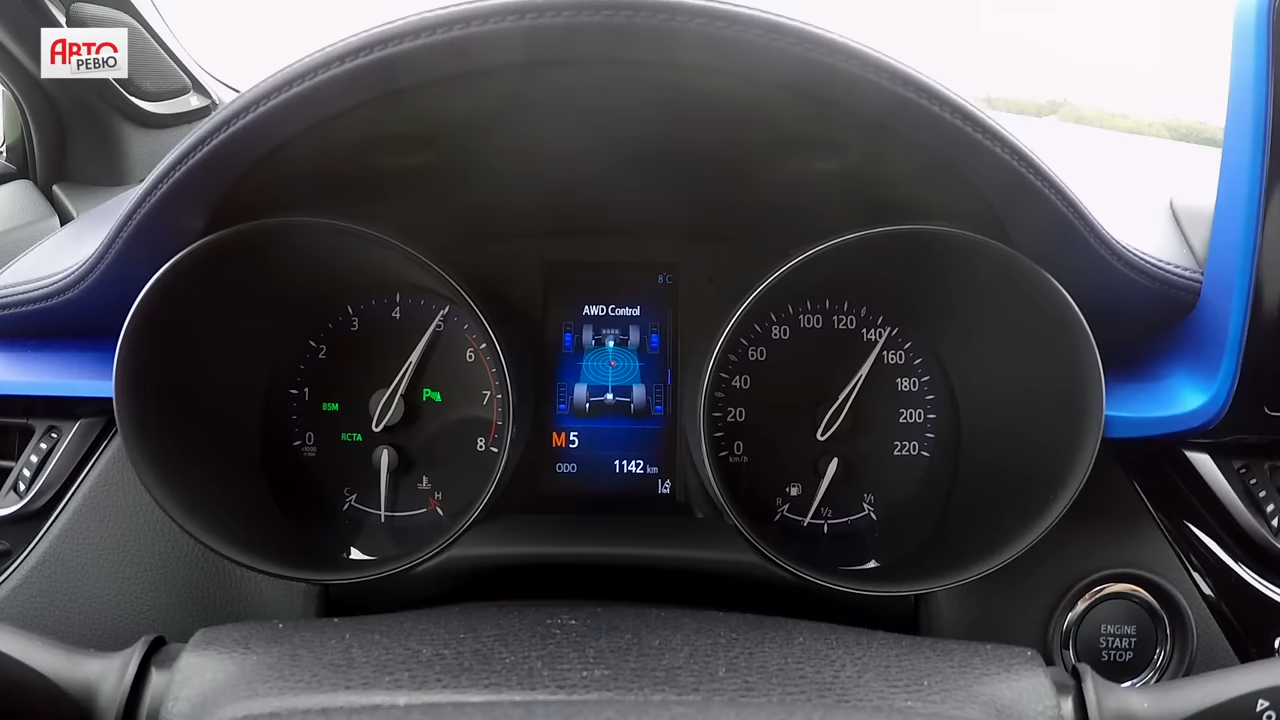 АВТО
РЕВЮ
8°C
AWD Control
M 5
ODO 1142 km
0
1
2
3
4
5
6
7
8
x1000
r/min
BSM
RCTA
P
C
H
0
20
40
60
80
100
120
140
160
180
200
220
km/h
R
1/2
1/1
ENGINE
START
STOP